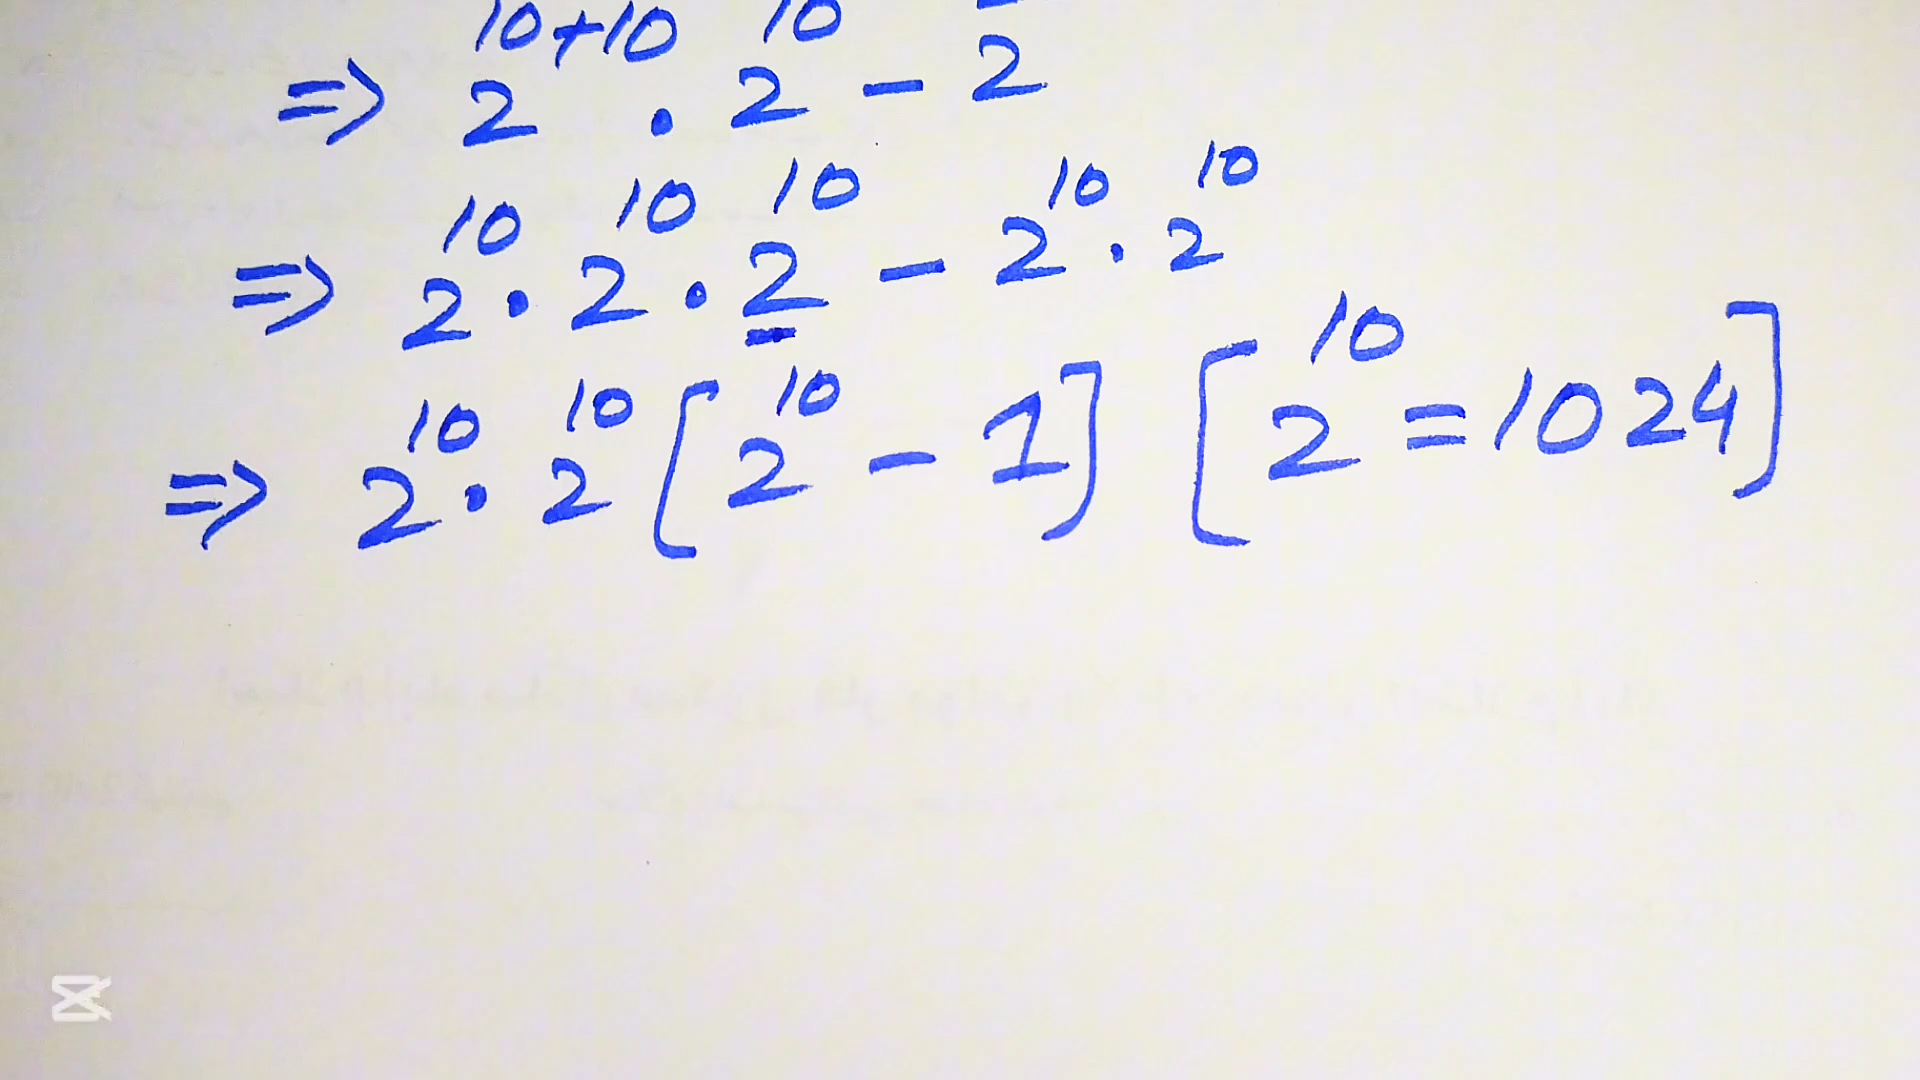 ⇒ 2^{10+10} · 2^{10} − 2
⇒ 2^{10} · 2^{10} · 2^{10} − 2^{10} · 2^{10}
⇒ 2^{10} · 2^{10} [2^{10} − 1] [2^{10} = 1024]